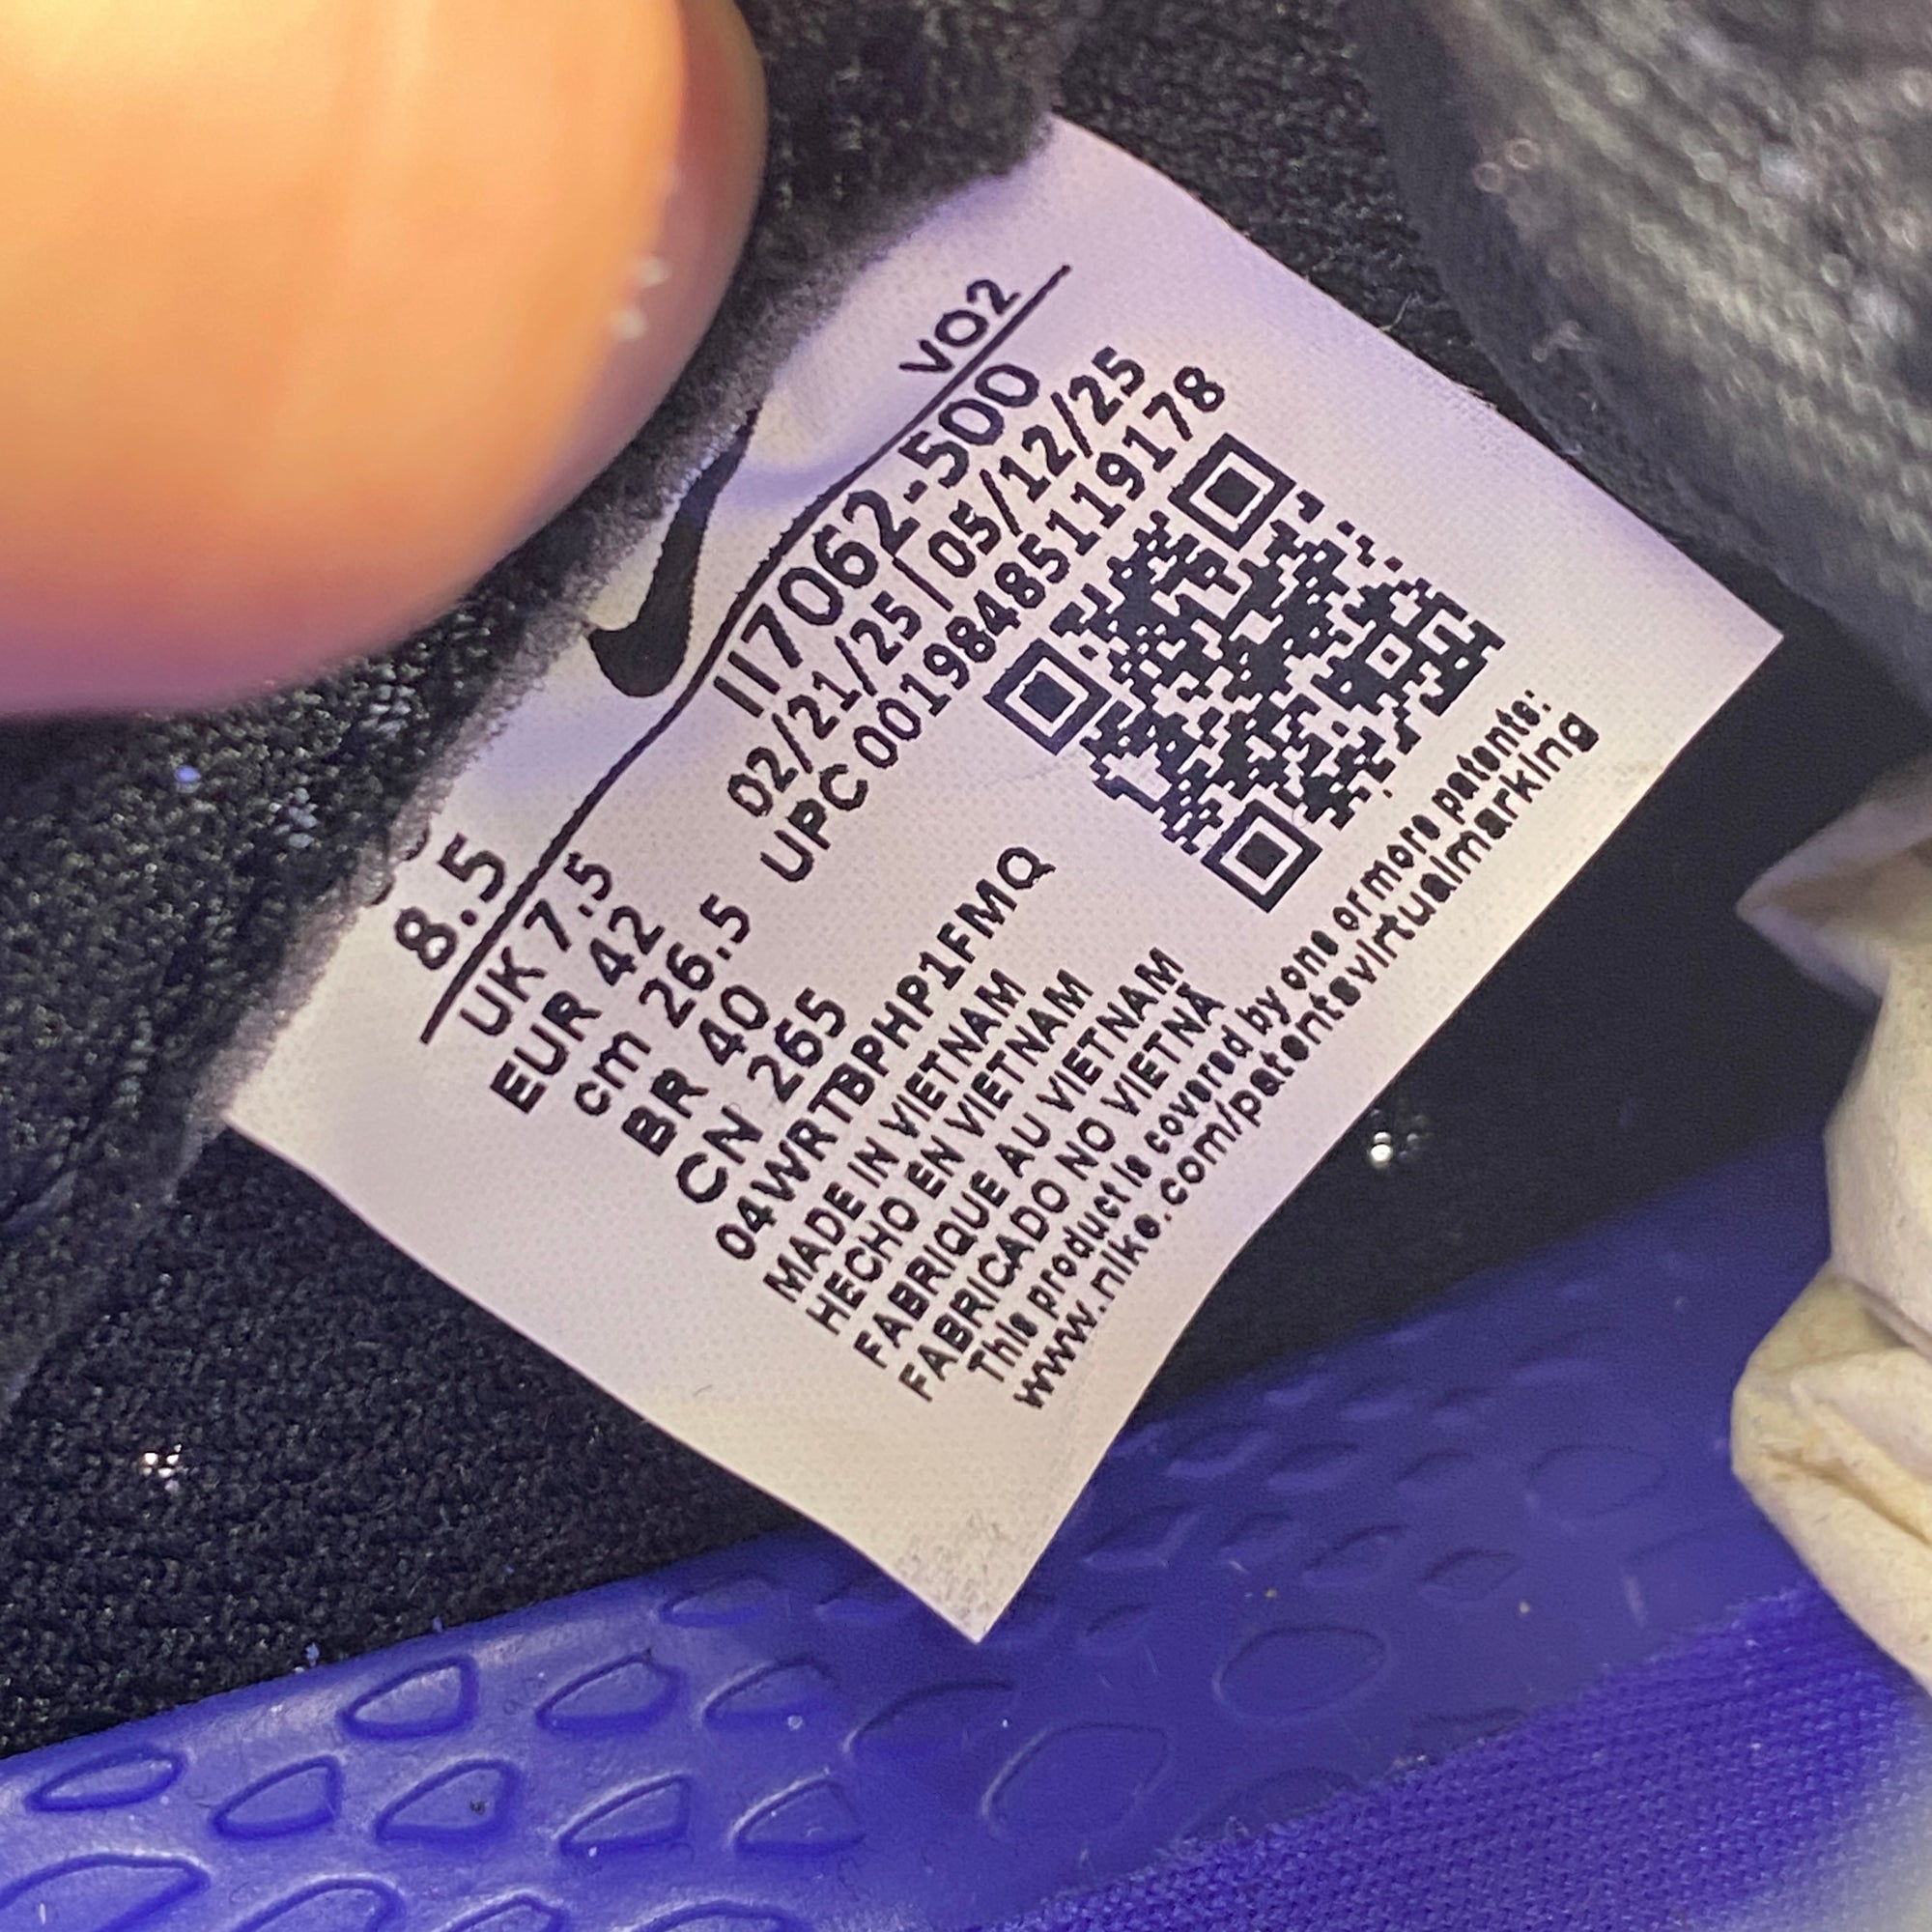 8.5
VO2
UK 7.5
EUR 42
cm 26.5
BR 40
CN 265
II7062-500
02/21/25 | 05/12/25
UPC 00198485119178
04WRTBPHP1FMQ
MADE IN VIETNAM
HECHO EN VIETNAM
FABRIQUE AU VIETNAM
FABRICADO NO VIETNÃ
This product is covered by one or more patents:
www.nike.com/patentsvirtualmarking